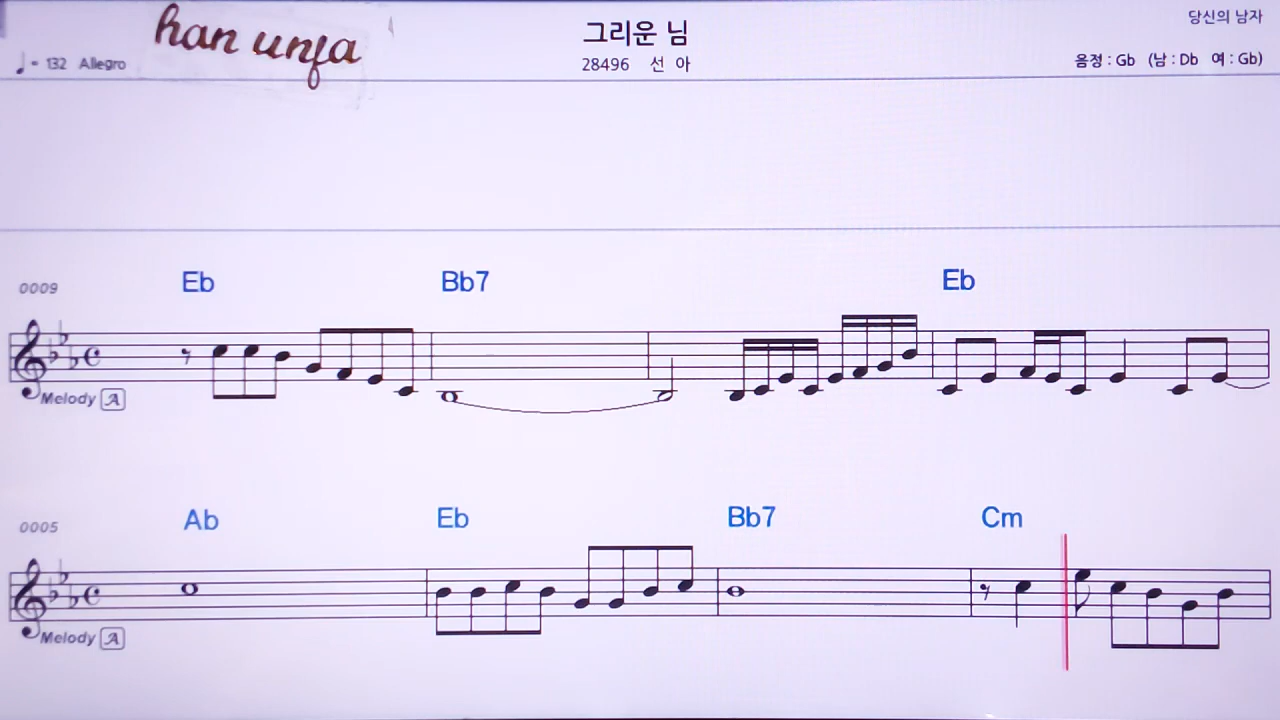 han unfa
그리운 님
당신의 남자
♩= 132 Allegro
28496 선 아
음정 : Gb (남 : Db 여 : Gb)
Eb Bb7 Eb
0009
Melody A
Ab Eb Bb7 Cm
0005
Melody A